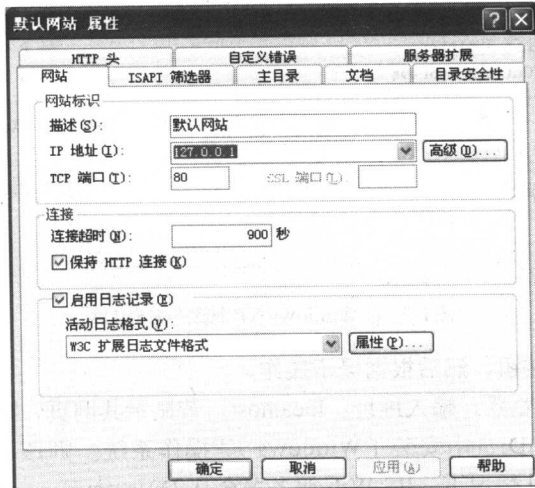 默认网站 属性
HTTP 头 自定义错误 服务器扩展
网站 ISAPI 筛选器 主目录 文档 目录安全性
网站标识
描述(S): 默认网站
IP 地址(I): 127.0.0.1 高级(D)...
TCP 端口(T): 80 SSL 端口(L):
连接
连接超时(N): 900 秒
保持 HTTP 连接(K)
启用日志记录(E)
活动日志格式(V):
W3C 扩展日志文件格式 属性(P)...
确定 取消 应用(A) 帮助